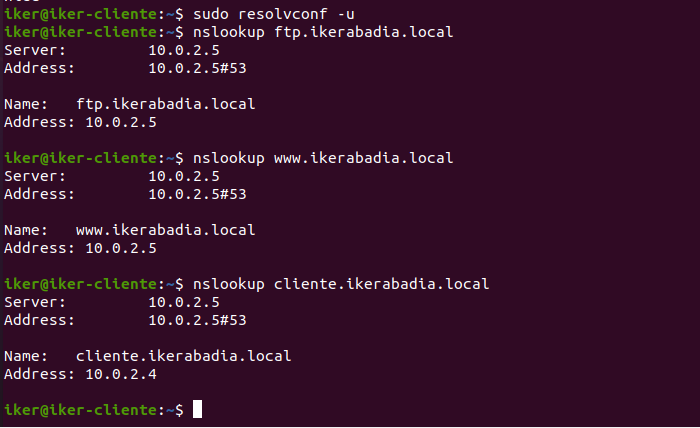 iker@iker-cliente:~$ sudo resolvconf -u
iker@iker-cliente:~$ nslookup ftp.ikerabadia.local
Server:         10.0.2.5
Address:        10.0.2.5#53

Name:   ftp.ikerabadia.local
Address: 10.0.2.5

iker@iker-cliente:~$ nslookup www.ikerabadia.local
Server:         10.0.2.5
Address:        10.0.2.5#53

Name:   www.ikerabadia.local
Address: 10.0.2.5

iker@iker-cliente:~$ nslookup cliente.ikerabadia.local
Server:         10.0.2.5
Address:        10.0.2.5#53

Name:   cliente.ikerabadia.local
Address: 10.0.2.4

iker@iker-cliente:~$